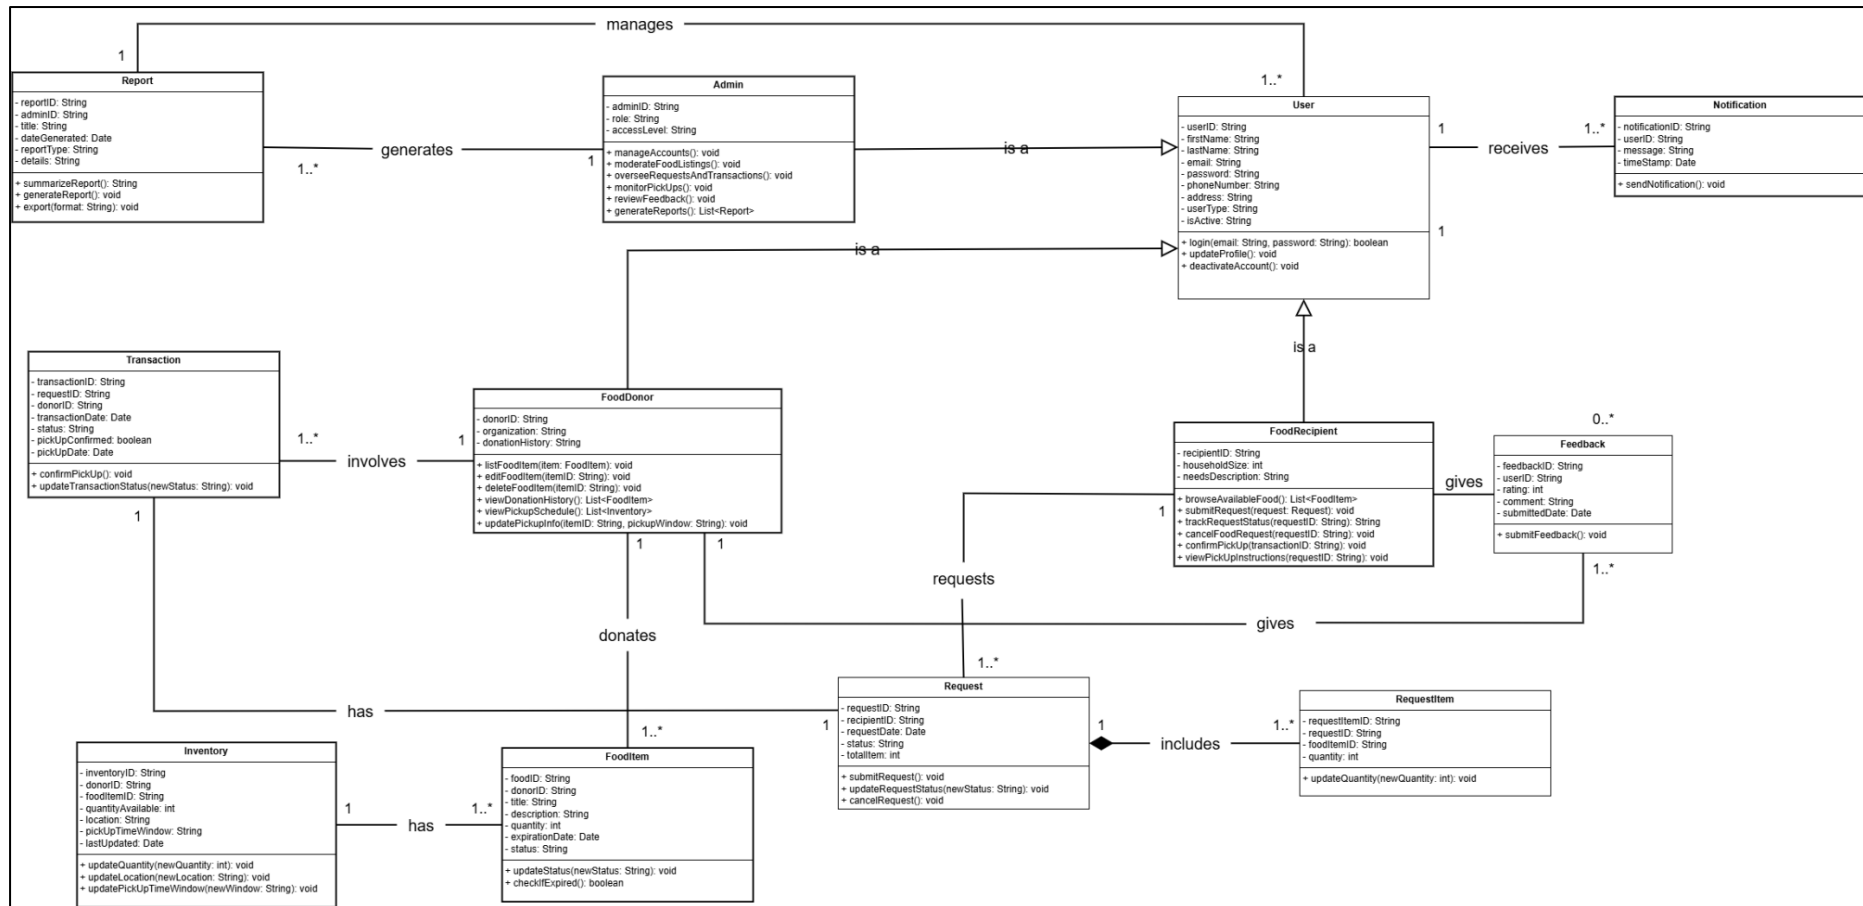 manages
1
1..*
Report
- reportID: String
- adminID: String
- title: String
- dateGenerated: Date
- reportType: String
- details: String
+ summarizeReport(): String
+ generateReport(): void
+ export(format: String): void
1..*
generates
1
Admin
- adminID: String
- role: String
- accessLevel: String
+ manageAccounts(): void
+ moderateFoodListings(): void
+ overseeRequestsAndTransactions(): void
+ monitorPickUps(): void
+ reviewFeedback(): void
+ generateReports(): List<Report>
is a
User
- userID: String
- firstName: String
- lastName: String
- email: String
- password: String
- phoneNumber: String
- address: String
- userType: String
- isActive: String
+ login(email: String, password: String): boolean
+ updateProfile(): void
+ deactivateAccount(): void
1
receives
1..*
1
Notification
- notificationID: String
- userID: String
- message: String
- timeStamp: Date
+ sendNotification(): void
is a
is a
Transaction
- transactionID: String
- requestID: String
- donorID: String
- transactionDate: Date
- status: String
- pickUpConfirmed: boolean
- pickUpDate: Date
+ confirmPickUp(): void
+ updateTransactionStatus(newStatus: String): void
1..*
involves
1
1
FoodDonor
- donorID: String
- organization: String
- donationHistory: String
+ listFoodItem(item: FoodItem): void
+ editFoodItem(itemID: String): void
+ deleteFoodItem(itemID: String): void
+ viewDonationHistory(): List<FoodItem>
+ viewPickupSchedule(): List<Inventory>
+ updatePickupInfo(itemID: String, pickupWindow: String): void
1
1
FoodRecipient
- recipientID: String
- householdSize: int
- needsDescription: String
+ browseAvailableFood(): List<FoodItem>
+ submitRequest(request: Request): void
+ trackRequestStatus(requestID: String): String
+ cancelFoodRequest(requestID: String): void
+ confirmPickUp(transactionID: String): void
+ viewPickUpInstructions(requestID: String): void
1
gives
0..*
Feedback
- feedbackID: String
- userID: String
- rating: int
- comment: String
- submittedDate: Date
+ submitFeedback(): void
1..*
requests
gives
donates
1..*
1..*
has
1
Request
- requestID: String
- recipientID: String
- requestDate: Date
- status: String
- totalItem: int
+ submitRequest(): void
+ updateRequestStatus(newStatus: String): void
+ cancelRequest(): void
1
includes
1..*
RequestItem
- requestItemID: String
- requestID: String
- foodItemID: String
- quantity: int
+ updateQuantity(newQuantity: int): void
Inventory
- inventoryID: String
- donorID: String
- foodItemID: String
- quantityAvailable: int
- location: String
- pickUpTimeWindow: String
- lastUpdated: Date
+ updateQuantity(newQuantity: int): void
+ updateLocation(newLocation: String): void
+ updatePickUpTimeWindow(newWindow: String): void
1
has
1..*
FoodItem
- foodID: String
- donorID: String
- title: String
- description: String
- quantity: int
- expirationDate: Date
- status: String
+ updateStatus(newStatus: String): void
+ checkIfExpired(): boolean